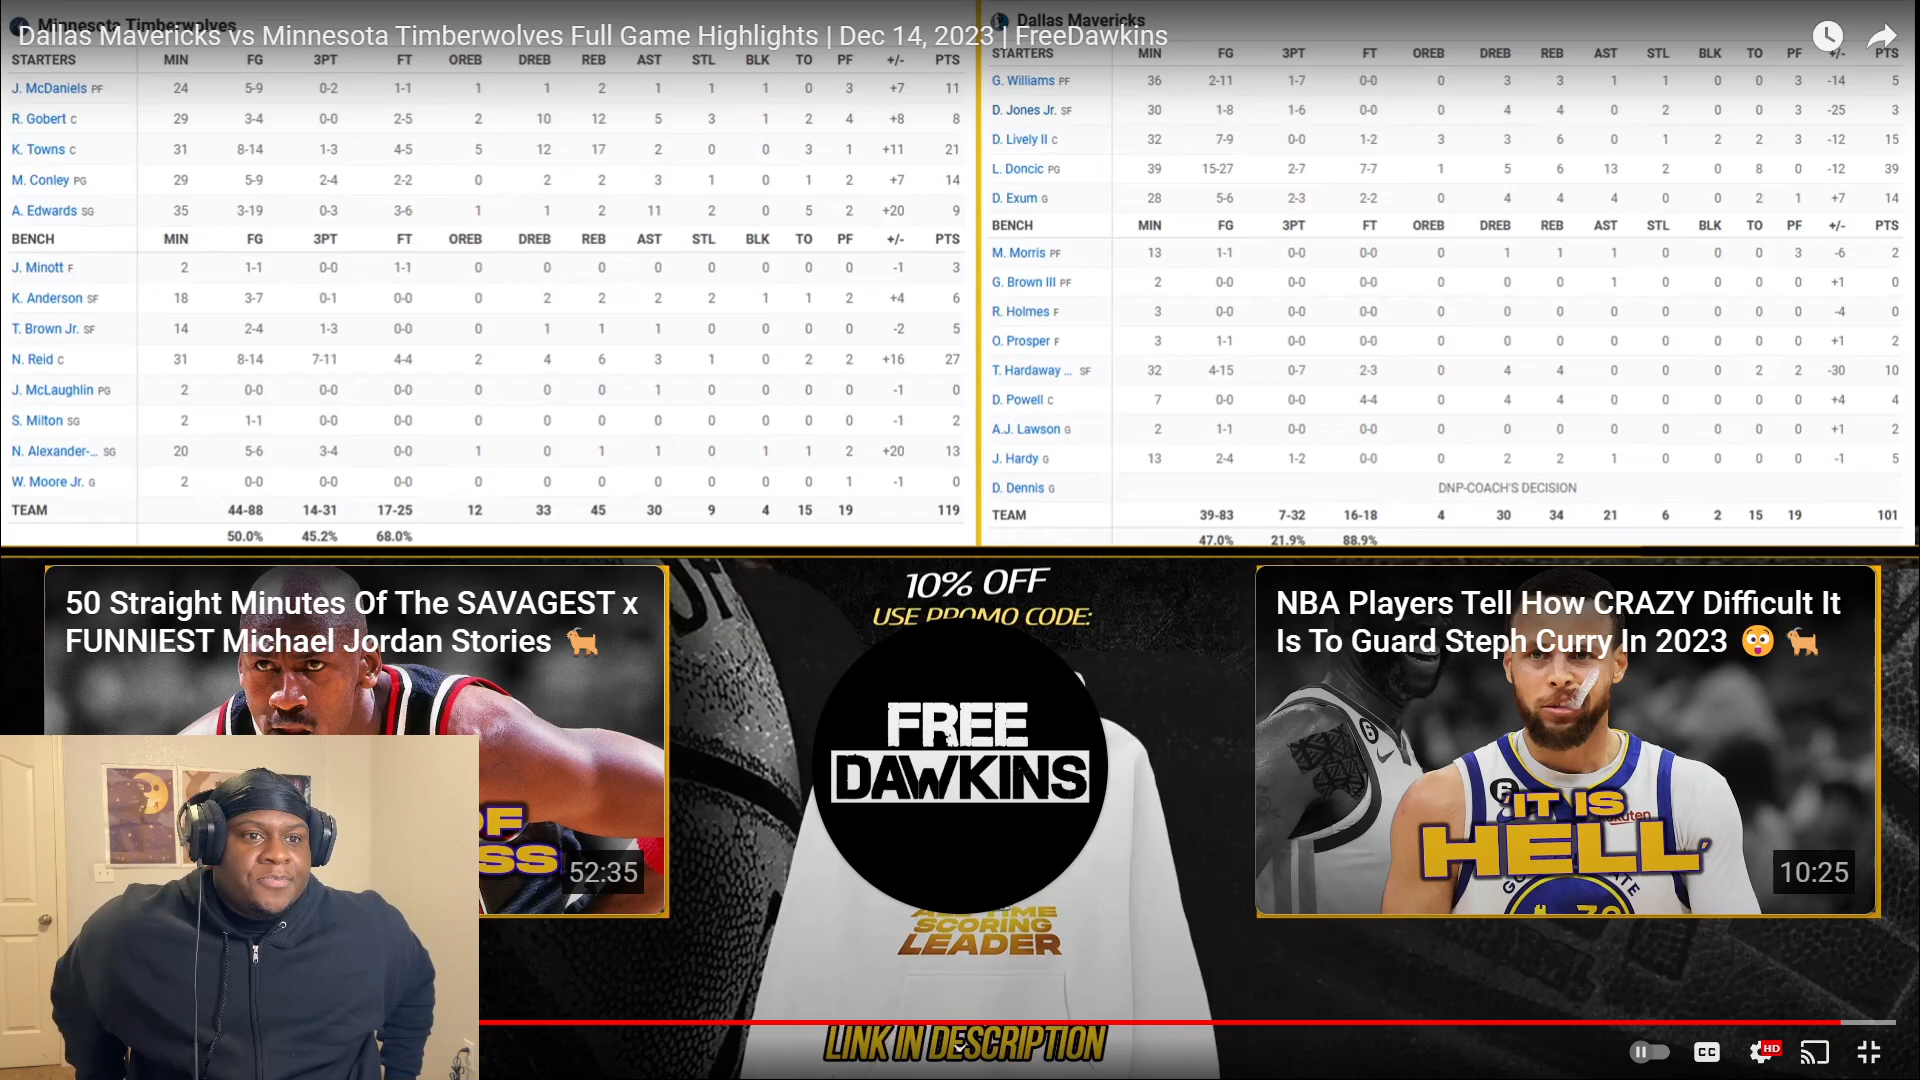 Minnesota Timberwolves
Dallas Mavericks vs Minnesota Timberwolves Full Game Highlights | Dec 14, 2023 | FreeDawkins
STARTERS MIN FG 3PT FT OREB DREB REB AST STL BLK TO PF +/- PTS
J. McDaniels PF 24 5-9 0-2 1-1 1 1 2 1 1 1 0 3 +7 11
R. Gobert C 29 3-4 0-0 2-5 2 10 12 5 3 1 2 4 +8 8
K. Towns C 31 8-14 1-3 4-5 5 12 17 2 0 0 3 1 +11 21
M. Conley PG 29 5-9 2-4 2-2 0 2 2 3 1 0 1 2 +7 14
A. Edwards SG 35 3-19 0-3 3-6 1 1 2 11 2 0 5 2 +20 9
BENCH MIN FG 3PT FT OREB DREB REB AST STL BLK TO PF +/- PTS
J. Minott F 2 1-1 0-0 1-1 0 0 0 0 0 0 0 0 -1 3
K. Anderson SF 18 3-7 0-1 0-0 0 2 2 2 2 1 1 2 +4 6
T. Brown Jr. SF 14 2-4 1-3 0-0 0 1 1 1 0 0 0 0 -2 5
N. Reid C 31 8-14 7-11 4-4 2 4 6 3 1 0 2 2 +16 27
J. McLaughlin PG 2 0-0 0-0 0-0 0 0 0 1 0 0 0 0 -1 0
S. Milton SG 2 1-1 0-0 0-0 0 0 0 0 0 0 0 0 -1 2
N. Alexander-... SG 20 5-6 3-4 0-0 1 0 1 1 0 1 1 2 +20 13
W. Moore Jr. G 2 0-0 0-0 0-0 0 0 0 0 0 0 0 1 -1 0
TEAM 44-88 14-31 17-25 12 33 45 30 9 4 15 19 119
50.0% 45.2% 68.0%
Dallas Mavericks
STARTERS MIN FG 3PT FT OREB DREB REB AST STL BLK TO PF +/- PTS
G. Williams PF 36 2-11 1-7 0-0 0 3 3 1 1 0 0 3 -14 5
D. Jones Jr. SF 30 1-8 1-6 0-0 0 4 4 0 2 0 0 3 -25 3
D. Lively II C 32 7-9 0-0 1-2 3 3 6 0 1 2 2 3 -12 15
L. Doncic PG 39 15-27 2-7 7-7 1 5 6 13 2 0 8 0 -12 39
D. Exum G 28 5-6 2-3 2-2 0 4 4 4 0 0 2 1 +7 14
BENCH MIN FG 3PT FT OREB DREB REB AST STL BLK TO PF +/- PTS
M. Morris PF 13 1-1 0-0 0-0 0 1 1 1 0 0 0 3 -6 2
G. Brown III PF 2 0-0 0-0 0-0 0 0 0 1 0 0 0 0 +1 0
R. Holmes F 3 0-0 0-0 0-0 0 0 0 0 0 0 0 0 -4 0
O. Prosper F 3 1-1 0-0 0-0 0 0 0 0 0 0 0 0 +1 2
T. Hardaway ... SF 32 4-15 0-7 2-3 0 4 4 0 0 0 2 2 -30 10
D. Powell C 7 0-0 0-0 4-4 0 4 4 0 0 0 0 0 +4 4
A.J. Lawson G 2 1-1 0-0 0-0 0 0 0 0 0 0 0 0 +1 2
J. Hardy G 13 2-4 1-2 0-0 0 2 2 1 0 0 0 0 -1 5
D. Dennis G DNP-COACH'S DECISION
TEAM 39-83 7-32 16-18 4 30 34 21 6 2 15 19 101
47.0% 21.9% 88.9%
50 Straight Minutes Of The SAVAGEST x
FUNNIEST Michael Jordan Stories
52:35
10% OFF
USE PROMO CODE:
FREE
DAWKINS
ALL TIME
SCORING
LEADER
LINK IN DESCRIPTION
NBA Players Tell How CRAZY Difficult It
Is To Guard Steph Curry In 2023
6
6
Rakuten
'IT IS
HELL'
10:25
CC
HD